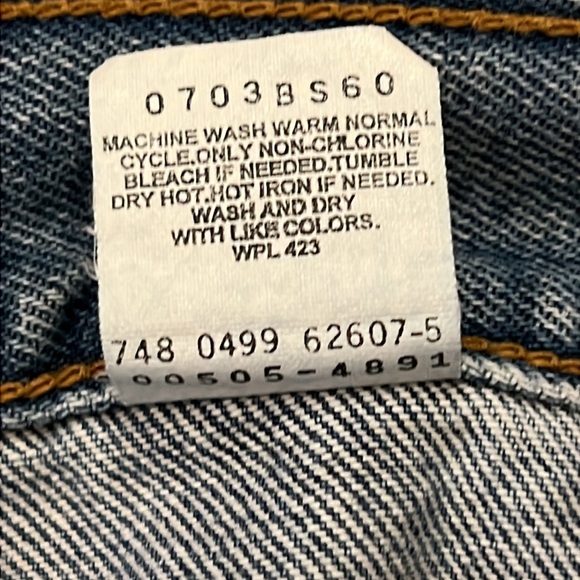 0703BS60
MACHINE WASH WARM NORMAL
CYCLE.ONLY NON-CHLORINE
BLEACH IF NEEDED.TUMBLE
DRY HOT.HOT IRON IF NEEDED.
WASH AND DRY
WITH LIKE COLORS.
WPL 423
748 0499 62607-5
00505-4891